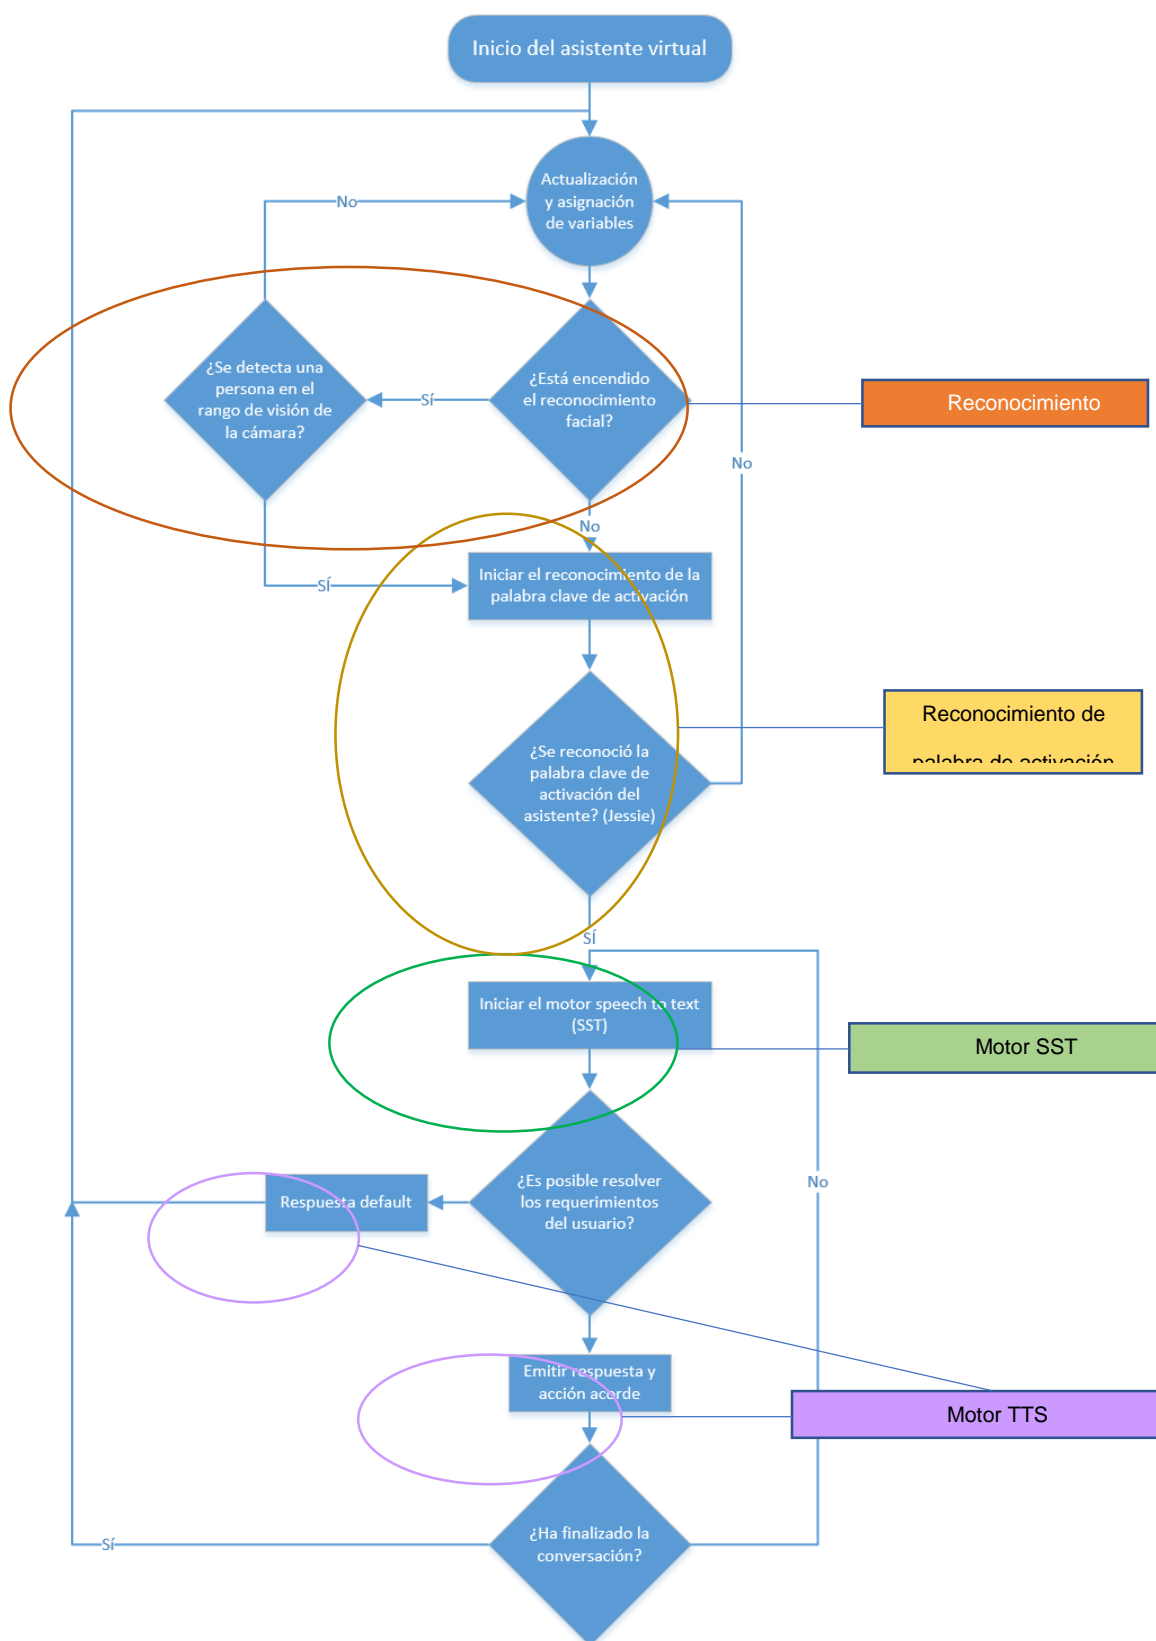 Inicio del asistente virtual
Actualización
y asignación
de variables
No
¿Se detecta una
persona en el
rango de visión de
la cámara?
Sí
¿Está encendido
el reconocimiento
facial?
Reconocimiento
No
No
Sí
Iniciar el reconocimiento de la
palabra clave de activación
Reconocimiento de
palabra de activación
¿Se reconoció la
palabra clave de
activación del
asistente? (Jessie)
SÍ
Iniciar el motor speech to text
(SST)
Motor SST
¿Es posible resolver
los requerimientos
del usuario?
No
Respuesta default
Emitir respuesta y
acción acorde
Motor TTS
¿Ha finalizado la
conversación?
Sí